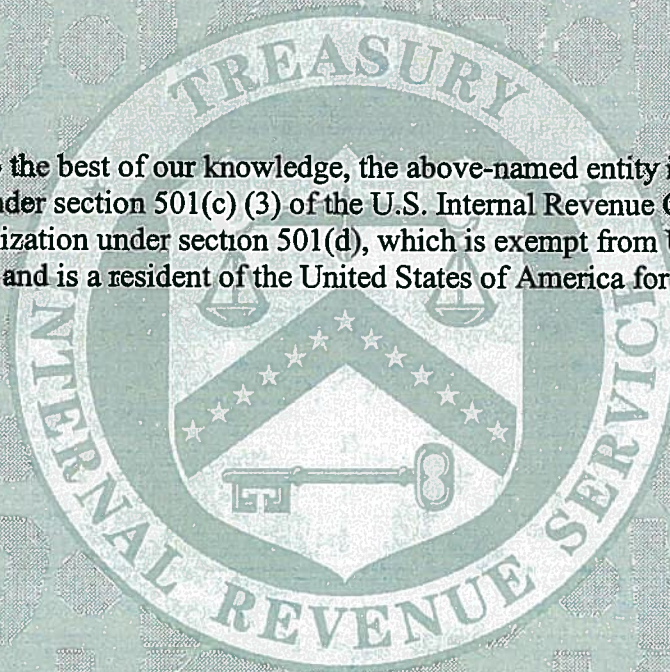 TREASURY
the best of our knowledge, the above-named entity
under section 501(c) (3) of the U.S. Internal Revenue
ization under section 501(d), which is exempt from
and is a resident of the United States of America for
INTERNAL REVENUE SERVICE